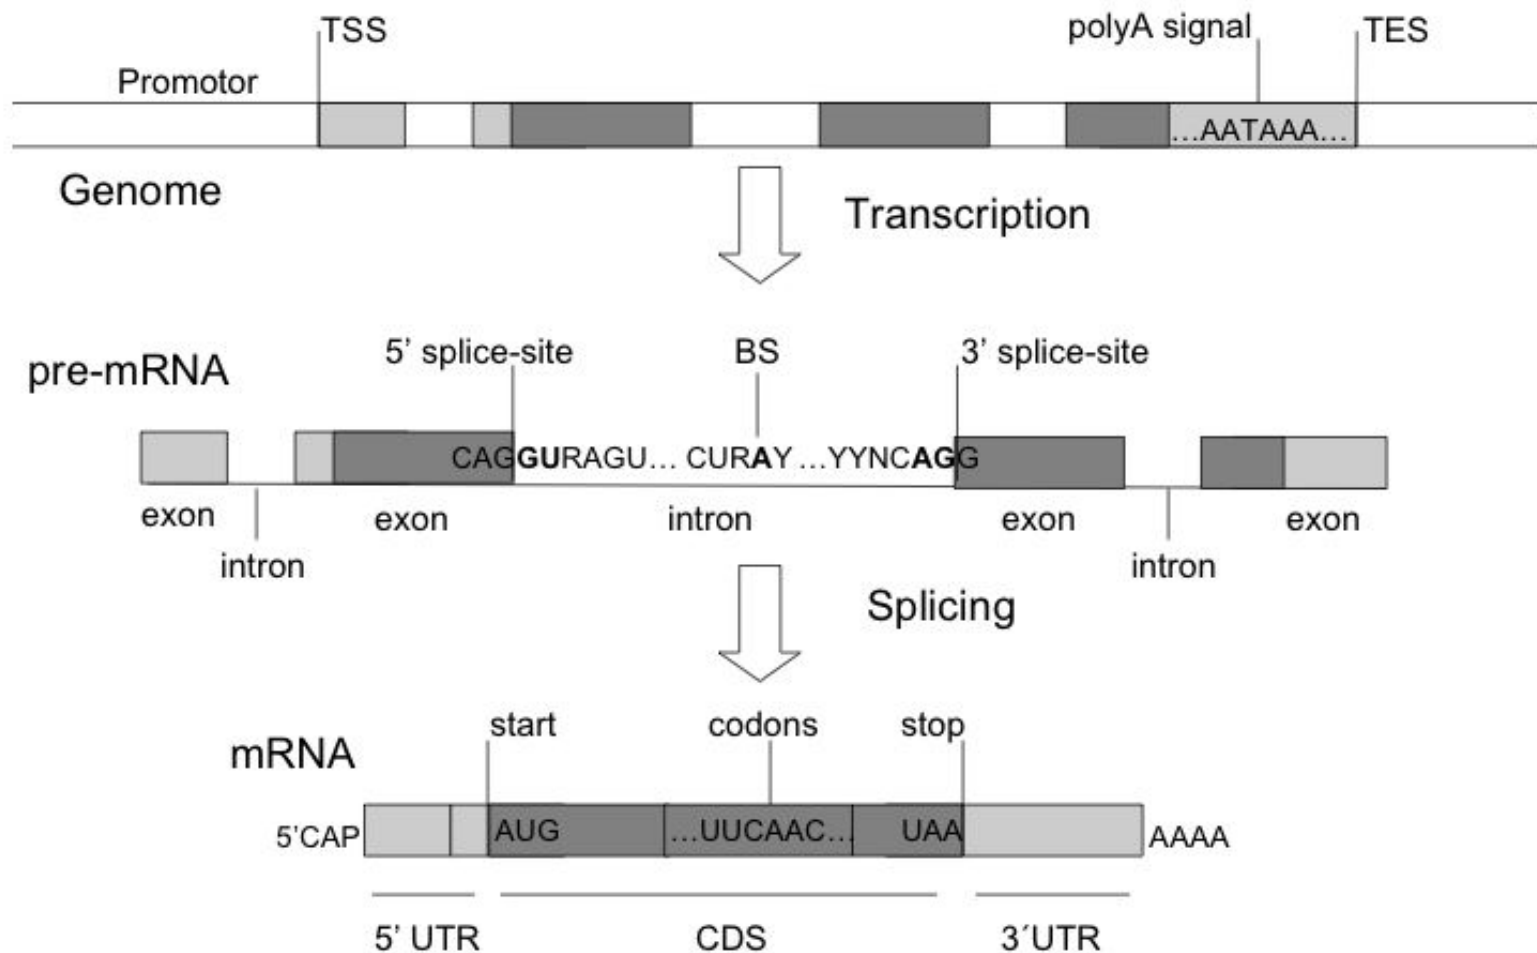 TSS
polyA signal
TES
Promotor
...AATAAA...
Genome
Transcription
5’ splice-site
BS
3’ splice-site
pre-mRNA
CAGGURAGU... CURAY ...YYNCAGG
exon
exon
intron
exon
exon
intron
intron
Splicing
start
codons
stop
mRNA
5’CAP
AUG
...UUCAAC...
UAA
AAAA
5’ UTR
CDS
3´UTR